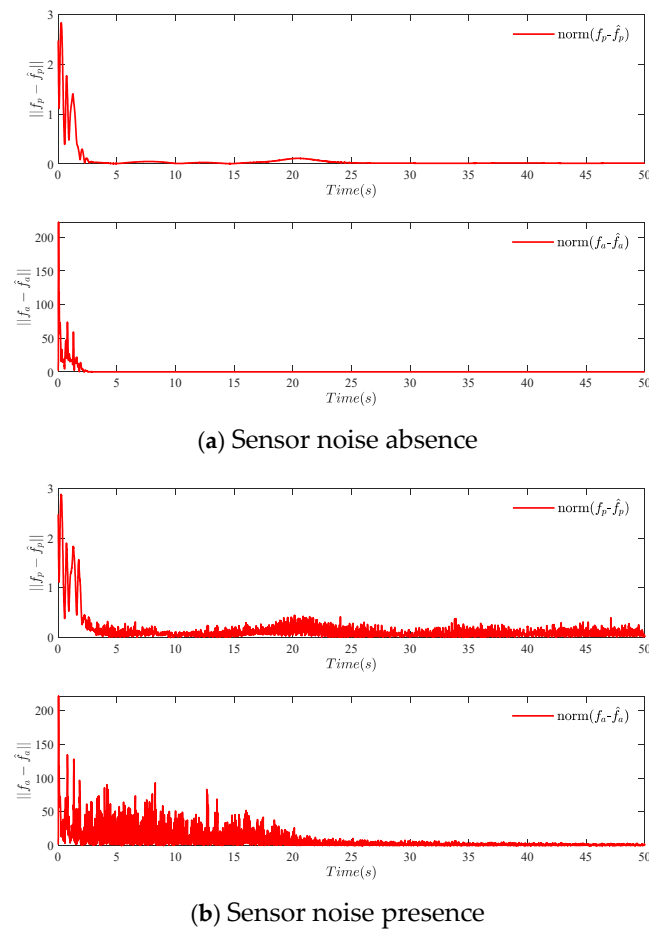 3
2
1
0
||f_p − f̂_p||
norm(f_p-f̂_p)
0 5 10 15 20 25 30 35 40 45 50
Time(s)
200
150
100
50
0
||f_a − f̂_a||
norm(f_a-f̂_a)
0 5 10 15 20 25 30 35 40 45 50
Time(s)
(a) Sensor noise absence
3
2
1
0
||f_p − f̂_p||
norm(f_p-f̂_p)
0 5 10 15 20 25 30 35 40 45 50
Time(s)
200
150
100
50
0
||f_a − f̂_a||
norm(f_a-f̂_a)
0 5 10 15 20 25 30 35 40 45 50
Time(s)
(b) Sensor noise presence